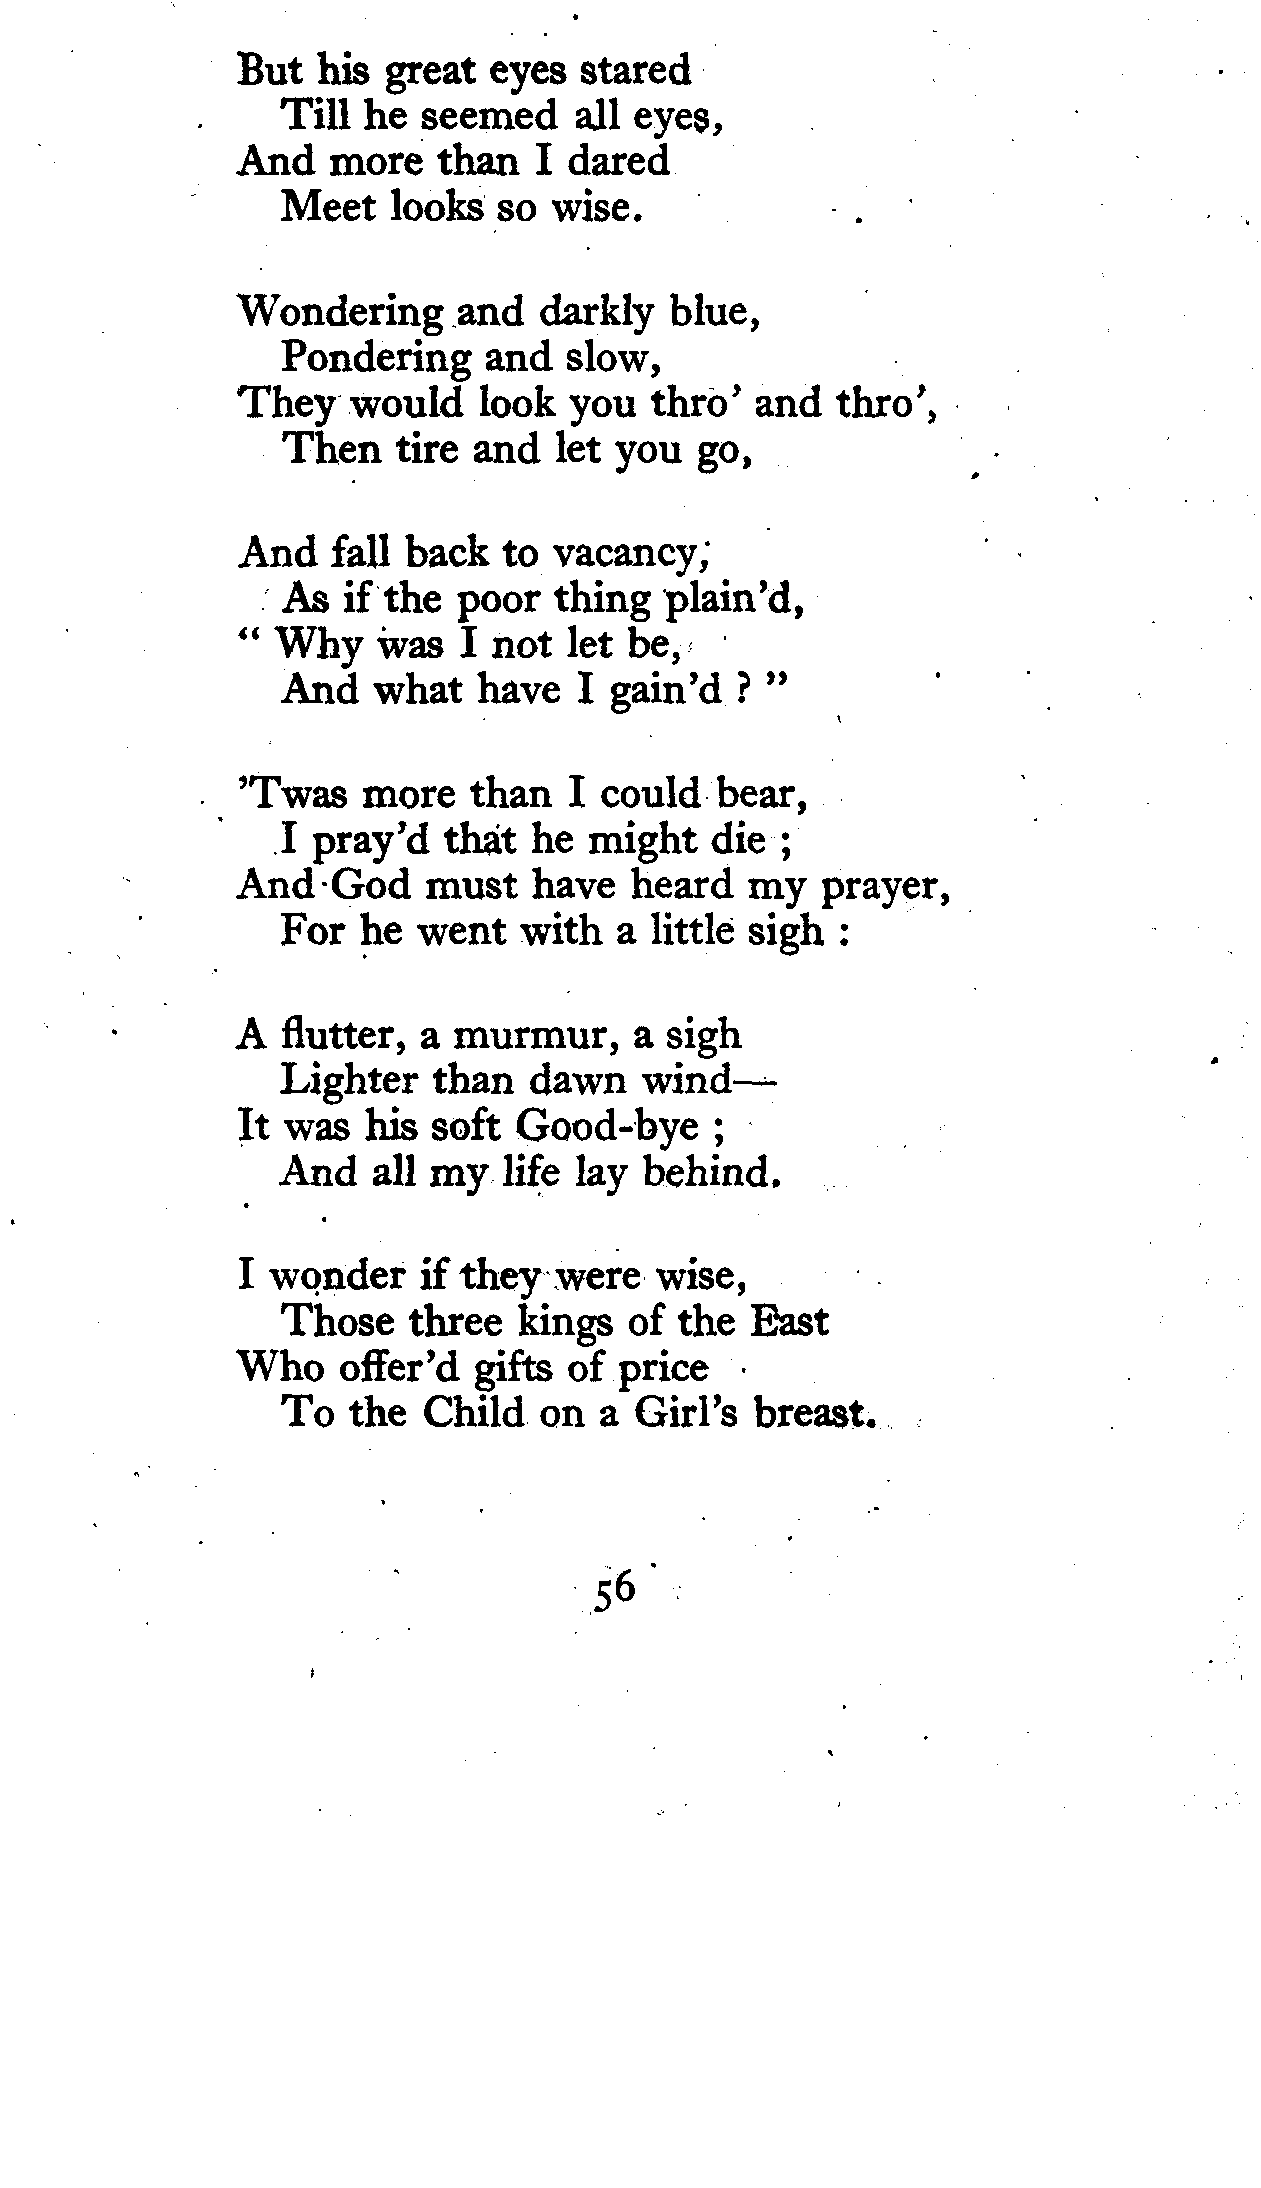 But his great eyes stared
Till he seemed all eyes,
And more than I dared
Meet looks so wise.

Wondering and darkly blue,
Pondering and slow,
They would look you thro' and thro',
Then tire and let you go,

And fall back to vacancy,
As if the poor thing plain'd,
“ Why was I not let be,
And what have I gain'd ? ”

’Twas more than I could bear,
I pray'd that he might die ;
And God must have heard my prayer,
For he went with a little sigh :

A flutter, a murmur, a sigh
Lighter than dawn wind—
It was his soft Good-bye ;
And all my life lay behind.

I wonder if they were wise,
Those three kings of the East
Who offer'd gifts of price
To the Child on a Girl's breast.

56